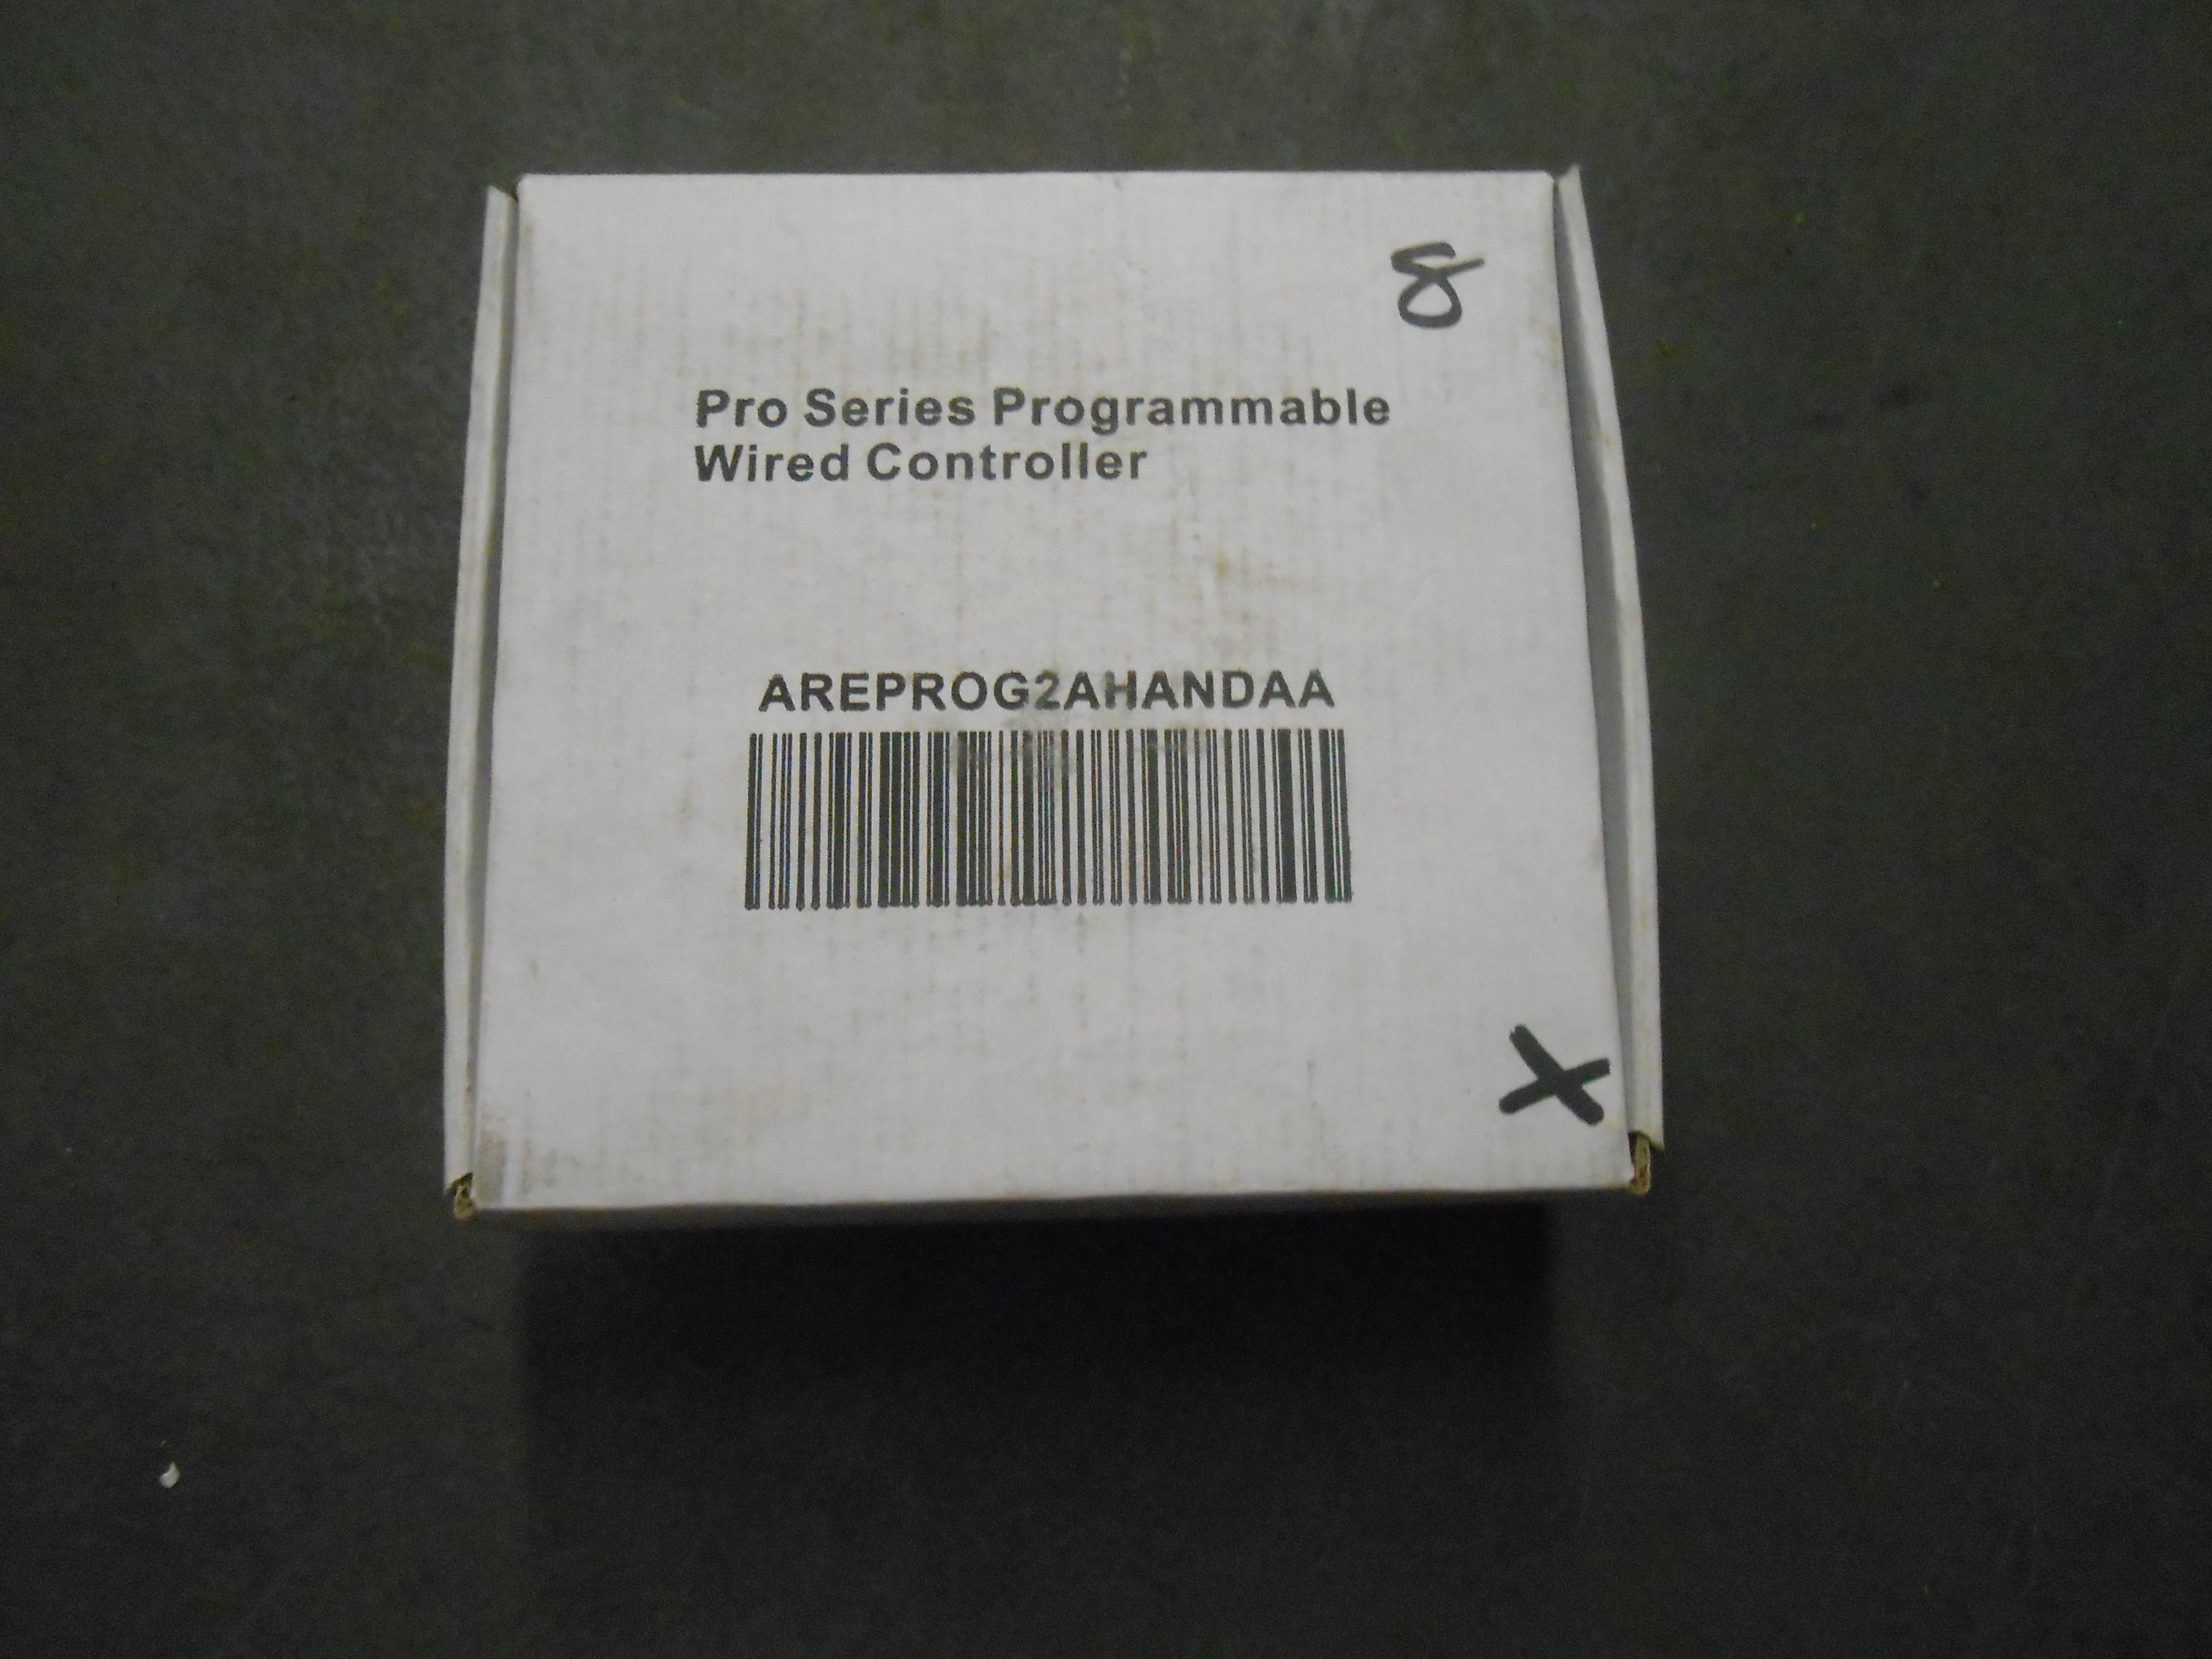 8
Pro Series Programmable
Wired Controller
AREPROG2AHANDAA
X